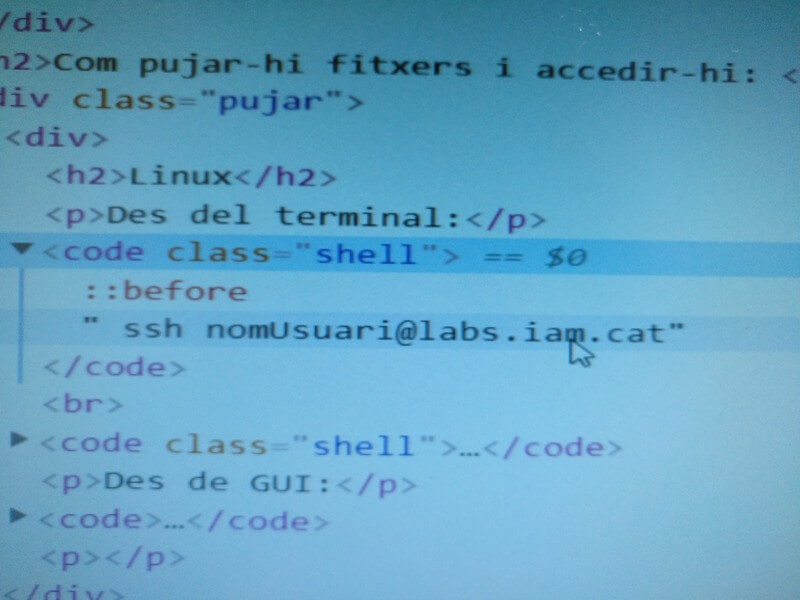 /div>
h2>Com pujar-hi fitxers i accedir-hi: <
div class="pujar">
<div>
<h2>Linux</h2>
<p>Des del terminal:</p>
▼<code class="shell"> == $0
::before
" ssh nomUsuari@labs.iam.cat"
</code>
<br>
▶<code class="shell">…</code>
<p>Des de GUI:</p>
▶<code>…</code>
<p></p>
</div>